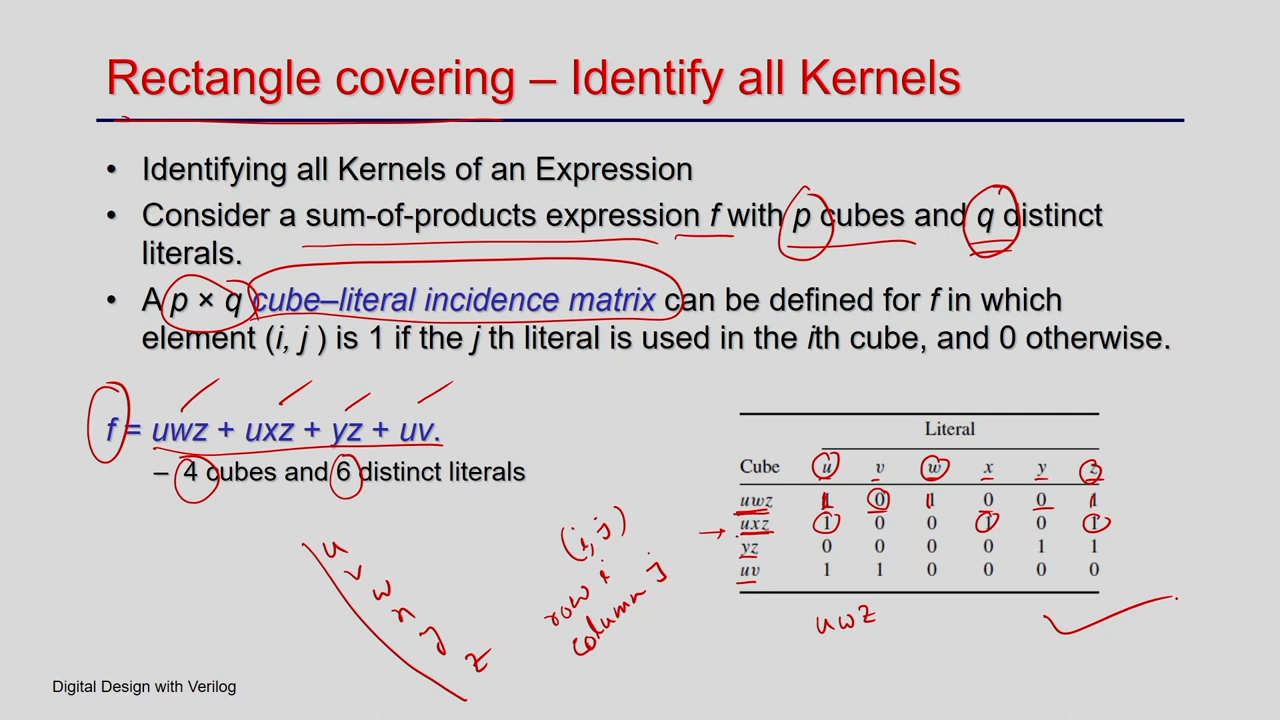 Rectangle covering – Identify all Kernels
• Identifying all Kernels of an Expression
• Consider a sum-of-products expression f with p cubes and q distinct
literals.
• A p × q cube–literal incidence matrix can be defined for f in which
element (i, j ) is 1 if the j th literal is used in the ith cube, and 0 otherwise.
f = uwz + uxz + yz + uv.
– 4 cubes and 6 distinct literals
Literal
Cube u v w x y z
uwz 1 0 1 0 0 1
uxz 1 0 0 1 0 1
yz 0 0 0 0 1 1
uv 1 1 0 0 0 0
u
v
w
x
y
z
(i, j)
row i
column j
uwz
Digital Design with Verilog